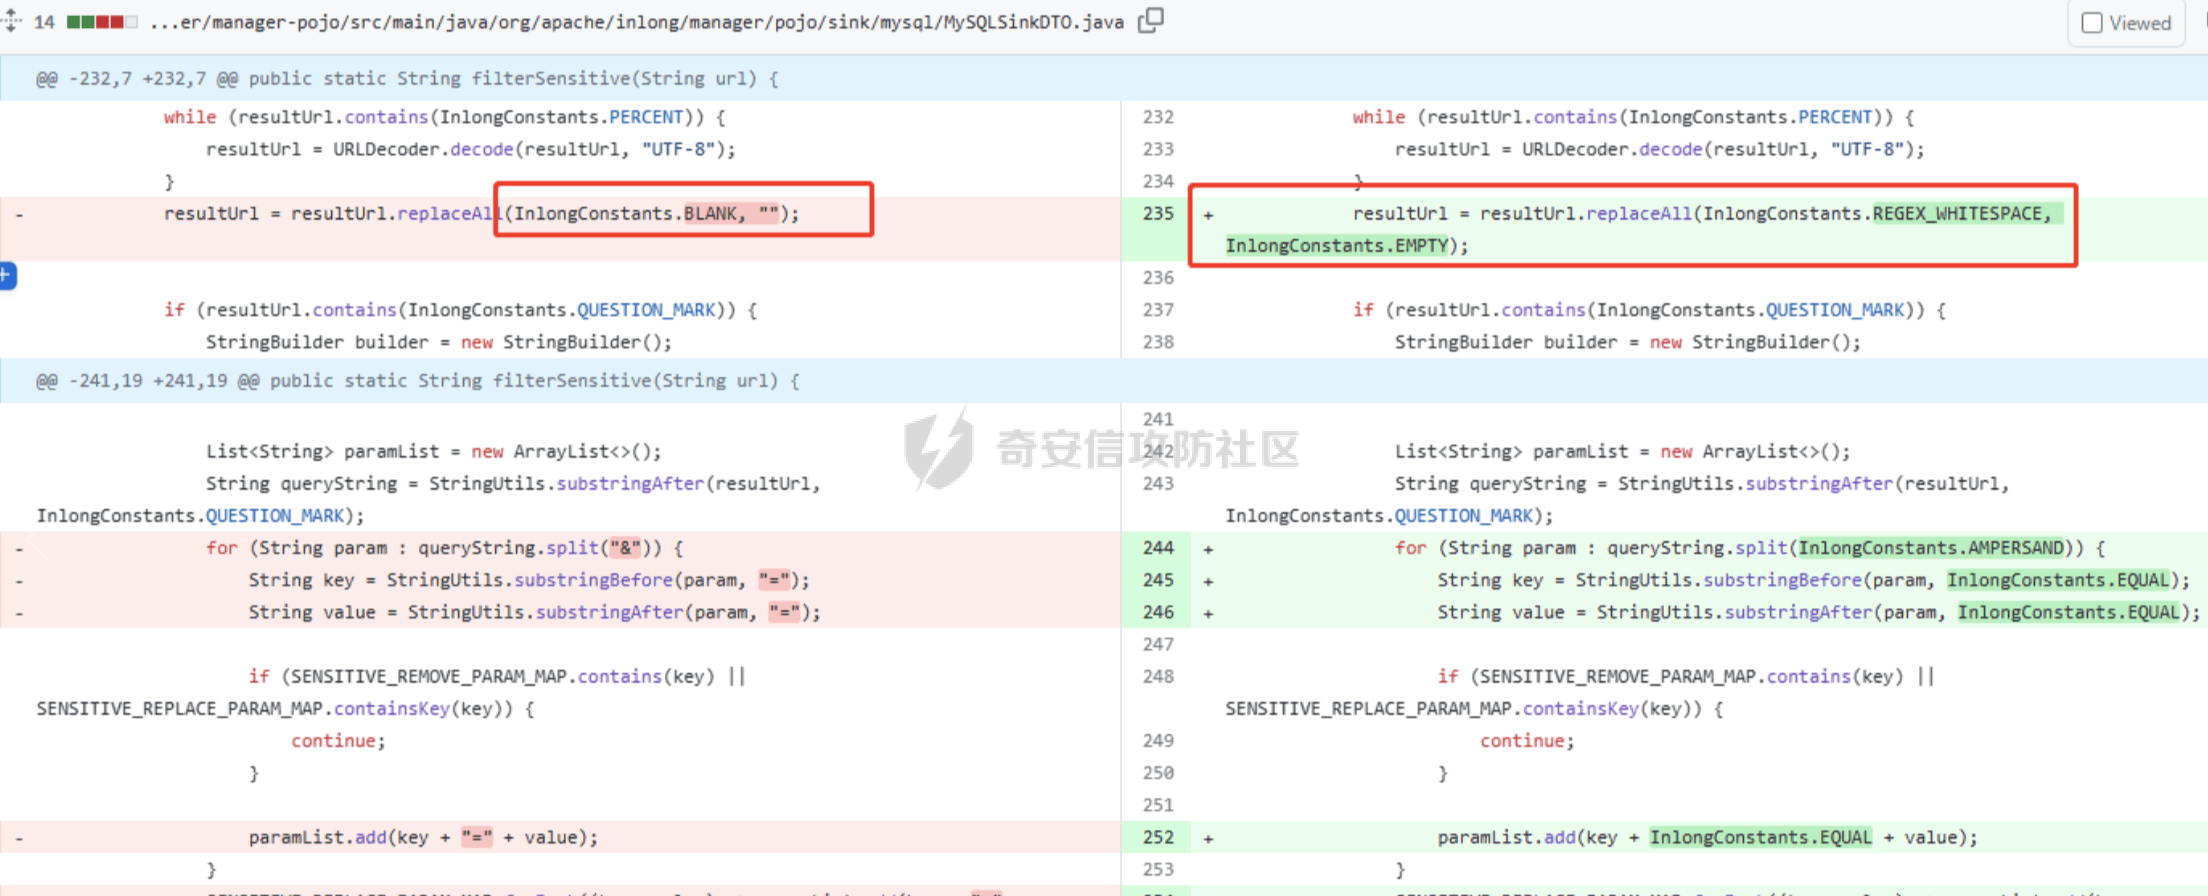 14 ...er/manager-pojo/src/main/java/org/apache/inlong/manager/pojo/sink/mysql/MySQLSinkDTO.java Viewed
@@ -232,7 +232,7 @@ public static String filterSensitive(String url) {
while (resultUrl.contains(InlongConstants.PERCENT)) {
resultUrl = URLDecoder.decode(resultUrl, "UTF-8");
}
- resultUrl = resultUrl.replaceAll(InlongConstants.BLANK, "");
if (resultUrl.contains(InlongConstants.QUESTION_MARK)) {
StringBuilder builder = new StringBuilder();
232 while (resultUrl.contains(InlongConstants.PERCENT)) {
233 resultUrl = URLDecoder.decode(resultUrl, "UTF-8");
234 }
235 + resultUrl = resultUrl.replaceAll(InlongConstants.REGEX_WHITESPACE,
InlongConstants.EMPTY);
236
237 if (resultUrl.contains(InlongConstants.QUESTION_MARK)) {
238 StringBuilder builder = new StringBuilder();
@@ -241,19 +241,19 @@ public static String filterSensitive(String url) {
List<String> paramList = new ArrayList<>();
String queryString = StringUtils.substringAfter(resultUrl,
InlongConstants.QUESTION_MARK);
- for (String param : queryString.split("&")) {
- String key = StringUtils.substringBefore(param, "=");
- String value = StringUtils.substringAfter(param, "=");
if (SENSITIVE_REMOVE_PARAM_MAP.contains(key) ||
SENSITIVE_REPLACE_PARAM_MAP.containsKey(key)) {
continue;
}
- paramList.add(key + "=" + value);
}
241
242 List<String> paramList = new ArrayList<>();
243 String queryString = StringUtils.substringAfter(resultUrl,
InlongConstants.QUESTION_MARK);
244 + for (String param : queryString.split(InlongConstants.AMPERSAND)) {
245 + String key = StringUtils.substringBefore(param, InlongConstants.EQUAL);
246 + String value = StringUtils.substringAfter(param, InlongConstants.EQUAL);
247
248 if (SENSITIVE_REMOVE_PARAM_MAP.contains(key) ||
SENSITIVE_REPLACE_PARAM_MAP.containsKey(key)) {
249 continue;
250 }
251
252 + paramList.add(key + InlongConstants.EQUAL + value);
253 }
奇安信攻防社区